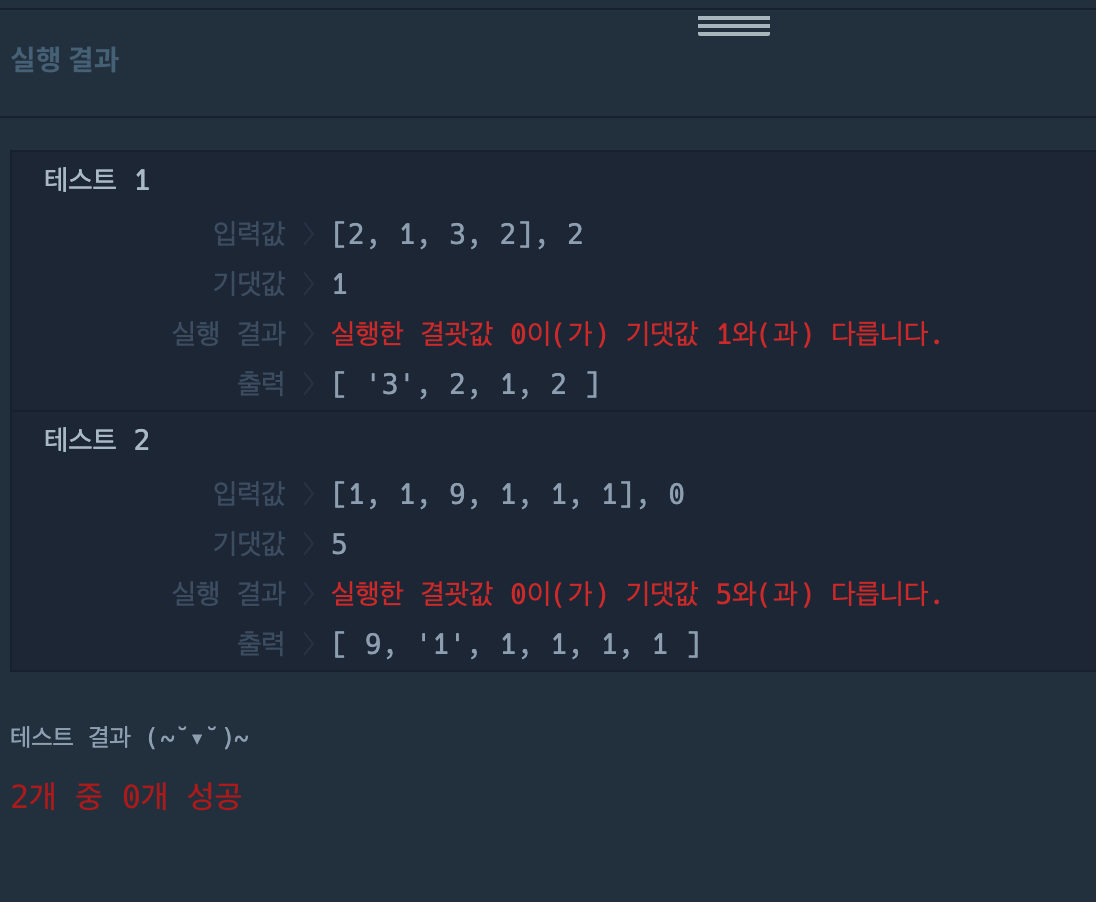 실행 결과
테스트 1
입력값 〉 [2, 1, 3, 2], 2
기댓값 〉 1
실행 결과 〉 실행한 결괏값 0이(가) 기댓값 1와(과) 다릅니다.
출력 〉 [ '3', 2, 1, 2 ]
테스트 2
입력값 〉 [1, 1, 9, 1, 1, 1], 0
기댓값 〉 5
실행 결과 〉 실행한 결괏값 0이(가) 기댓값 5와(과) 다릅니다.
출력 〉 [ 9, '1', 1, 1, 1, 1 ]
테스트 결과 (~˘▾˘)~
2개 중 0개 성공